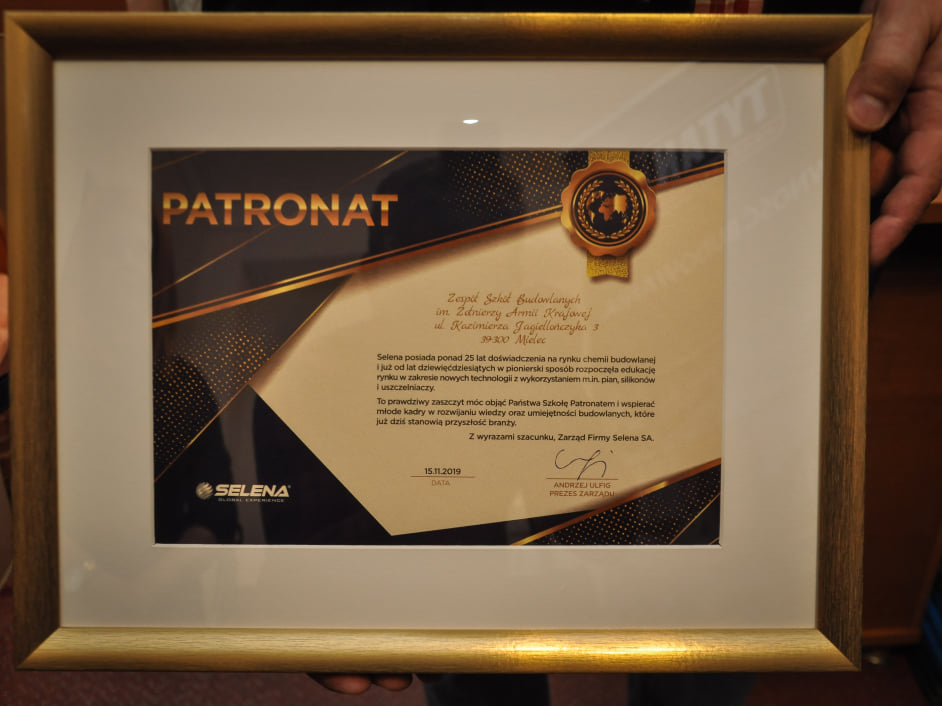 PATRONAT
Zespół Szkół Budowlanych
im. Żołnierzy Armii Krajowej
ul. Kazimierza Jagiellończyka 3
39-300 Mielec
Selena posiada ponad 25 lat doświadczenia na rynku chemii budowlanej
i już od lat dziewięćdziesiątych w pionierski sposób rozpoczęła edukację
rynku w zakresie nowych technologii z wykorzystaniem m.in. pian, silikonów
i uszczelniaczy.
To prawdziwy zaszczyt móc objąć Państwa Szkołę Patronatem i wspierać
młode kadry w rozwijaniu wiedzy oraz umiejętności budowlanych, które
już dziś stanowią przyszłość branży.
Z wyrazami szacunku, Zarząd Firmy Selena SA.
15.11.2019
DATA
ANDRZEJ ULFIG
PREZES ZARZĄDU
SELENA®
GLOBAL EXPERIENCE